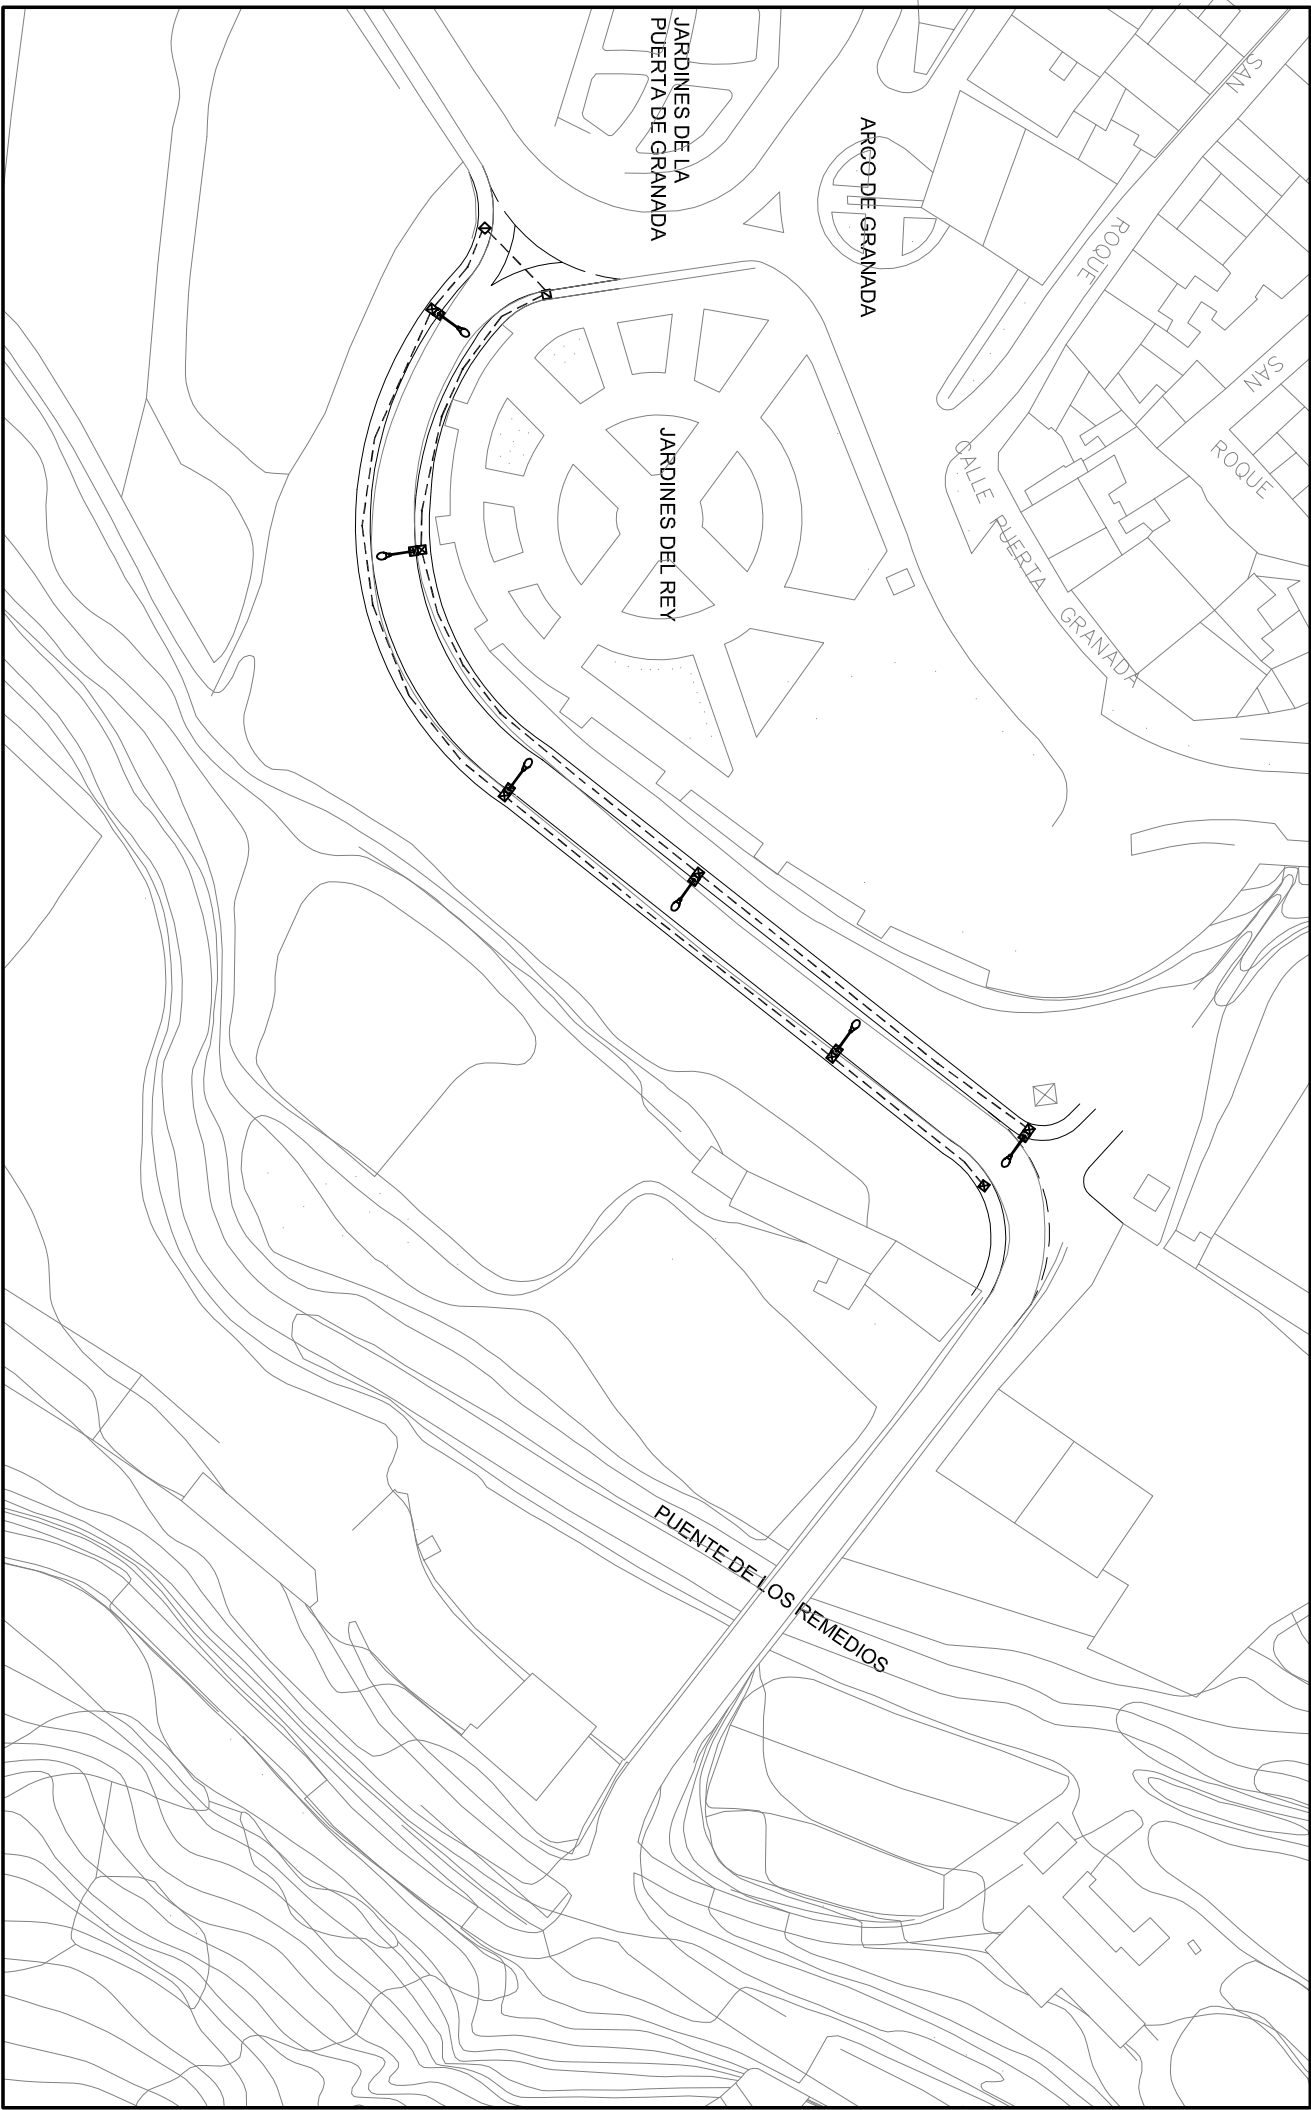 JARDINES DE LA
PUERTA DE GRANADA
ARCO DE GRANADA
SAN
ROQUE
SAN
ROQUE
CALLE PUERTA GRANADA
JARDINES DEL REY
PUENTE DE LOS REMEDIOS